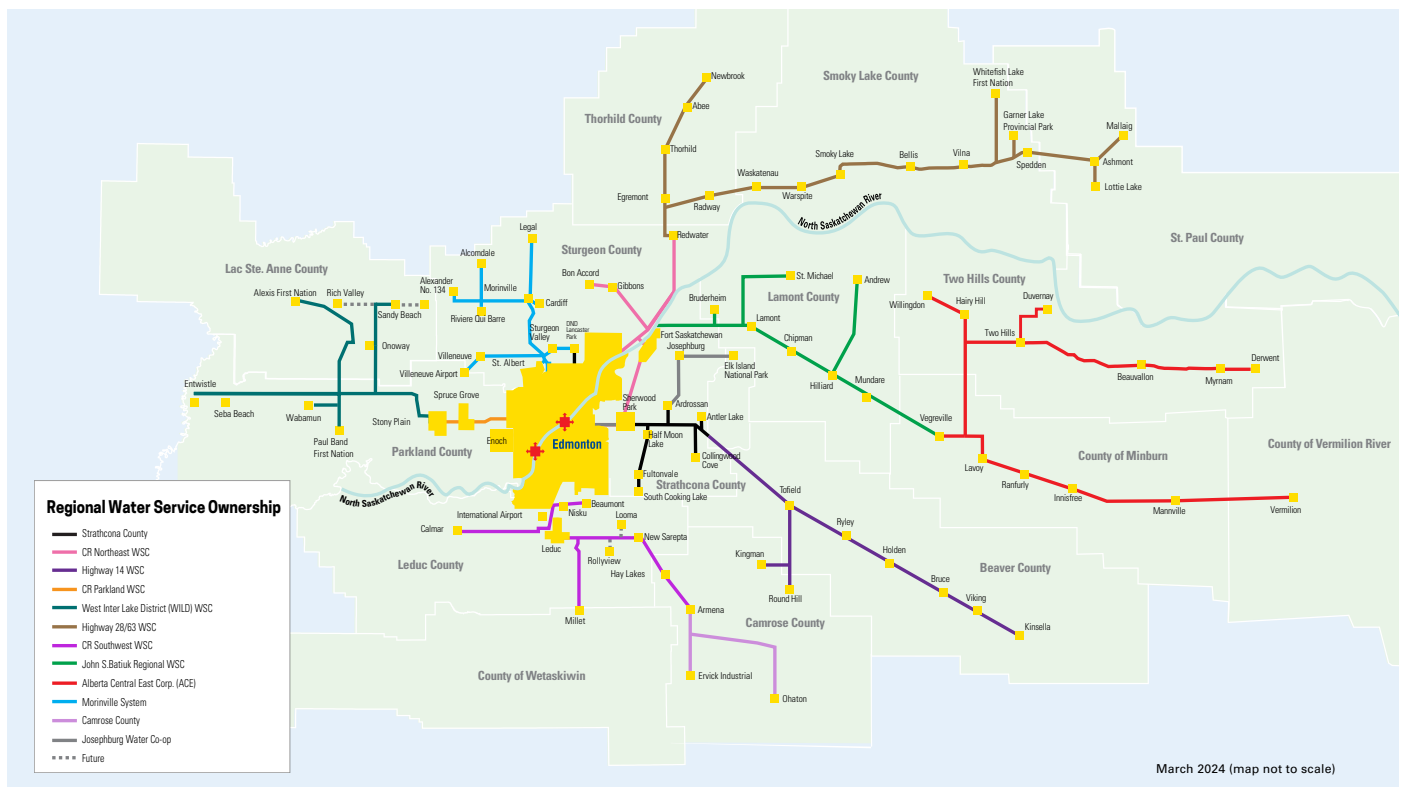 Newbrook
Abee
Thorhild County
Thorhild
Egremont
Redwater
Radway
Waskatenau
Warspite
Smoky Lake
Smoky Lake County
Bellis
Vilna
Whitefish Lake
First Nation
Garner Lake
Provincial Park
Spedden
Mallaig
Ashmont
Lottie Lake
North Saskatchewan River
St. Paul County
Lac Ste. Anne County
Alexis First Nation
Rich Valley
Sandy Beach
Onoway
Alexander
No. 134
Alcomdale
Legal
Morinville
Cardiff
Riviere Qui Barre
Sturgeon County
Bon Accord
Gibbons
Sturgeon
Valley
DND
Lancaster
Park
Villeneuve
St. Albert
Villeneuve Airport
Bruderheim
St. Michael
Lamont County
Andrew
Lamont
Fort Saskatchewan
Josephburg
Elk Island
National Park
Chipman
Hilliard
Mundare
Vegreville
Two Hills County
Willingdon
Hairy Hill
Duvernay
Two Hills
Beauvallon
Myrnam
Derwent
Entwistle
Seba Beach
Wabamun
Paul Band
First Nation
Spruce Grove
Stony Plain
Enoch
Parkland County
Edmonton
Sherwood
Park
Ardrossan
Antler Lake
Half Moon
Lake
Collingwood
Cove
Fultonvale
South Cooking Lake
Strathcona County
Lavoy
Ranfurly
Innisfree
County of Minburn
Mannville
Vermilion
County of Vermilion River
North Saskatchewan River
International Airport
Nisku
Beaumont
Calmar
Leduc
Looma
Rollyview
New Sarepta
Hay Lakes
Leduc County
Millet
Armena
Camrose County
Ervick Industrial
Ohaton
County of Wetaskiwin
Tofield
Ryley
Kingman
Round Hill
Holden
Bruce
Viking
Kinsella
Beaver County
Regional Water Service Ownership
Strathcona County
CR Northeast WSC
Highway 14 WSC
CR Parkland WSC
West Inter Lake District (WILD) WSC
Highway 28/63 WSC
CR Southwest WSC
John S.Batiuk Regional WSC
Alberta Central East Corp. (ACE)
Morinville System
Camrose County
Josephburg Water Co-op
Future
March 2024 (map not to scale)